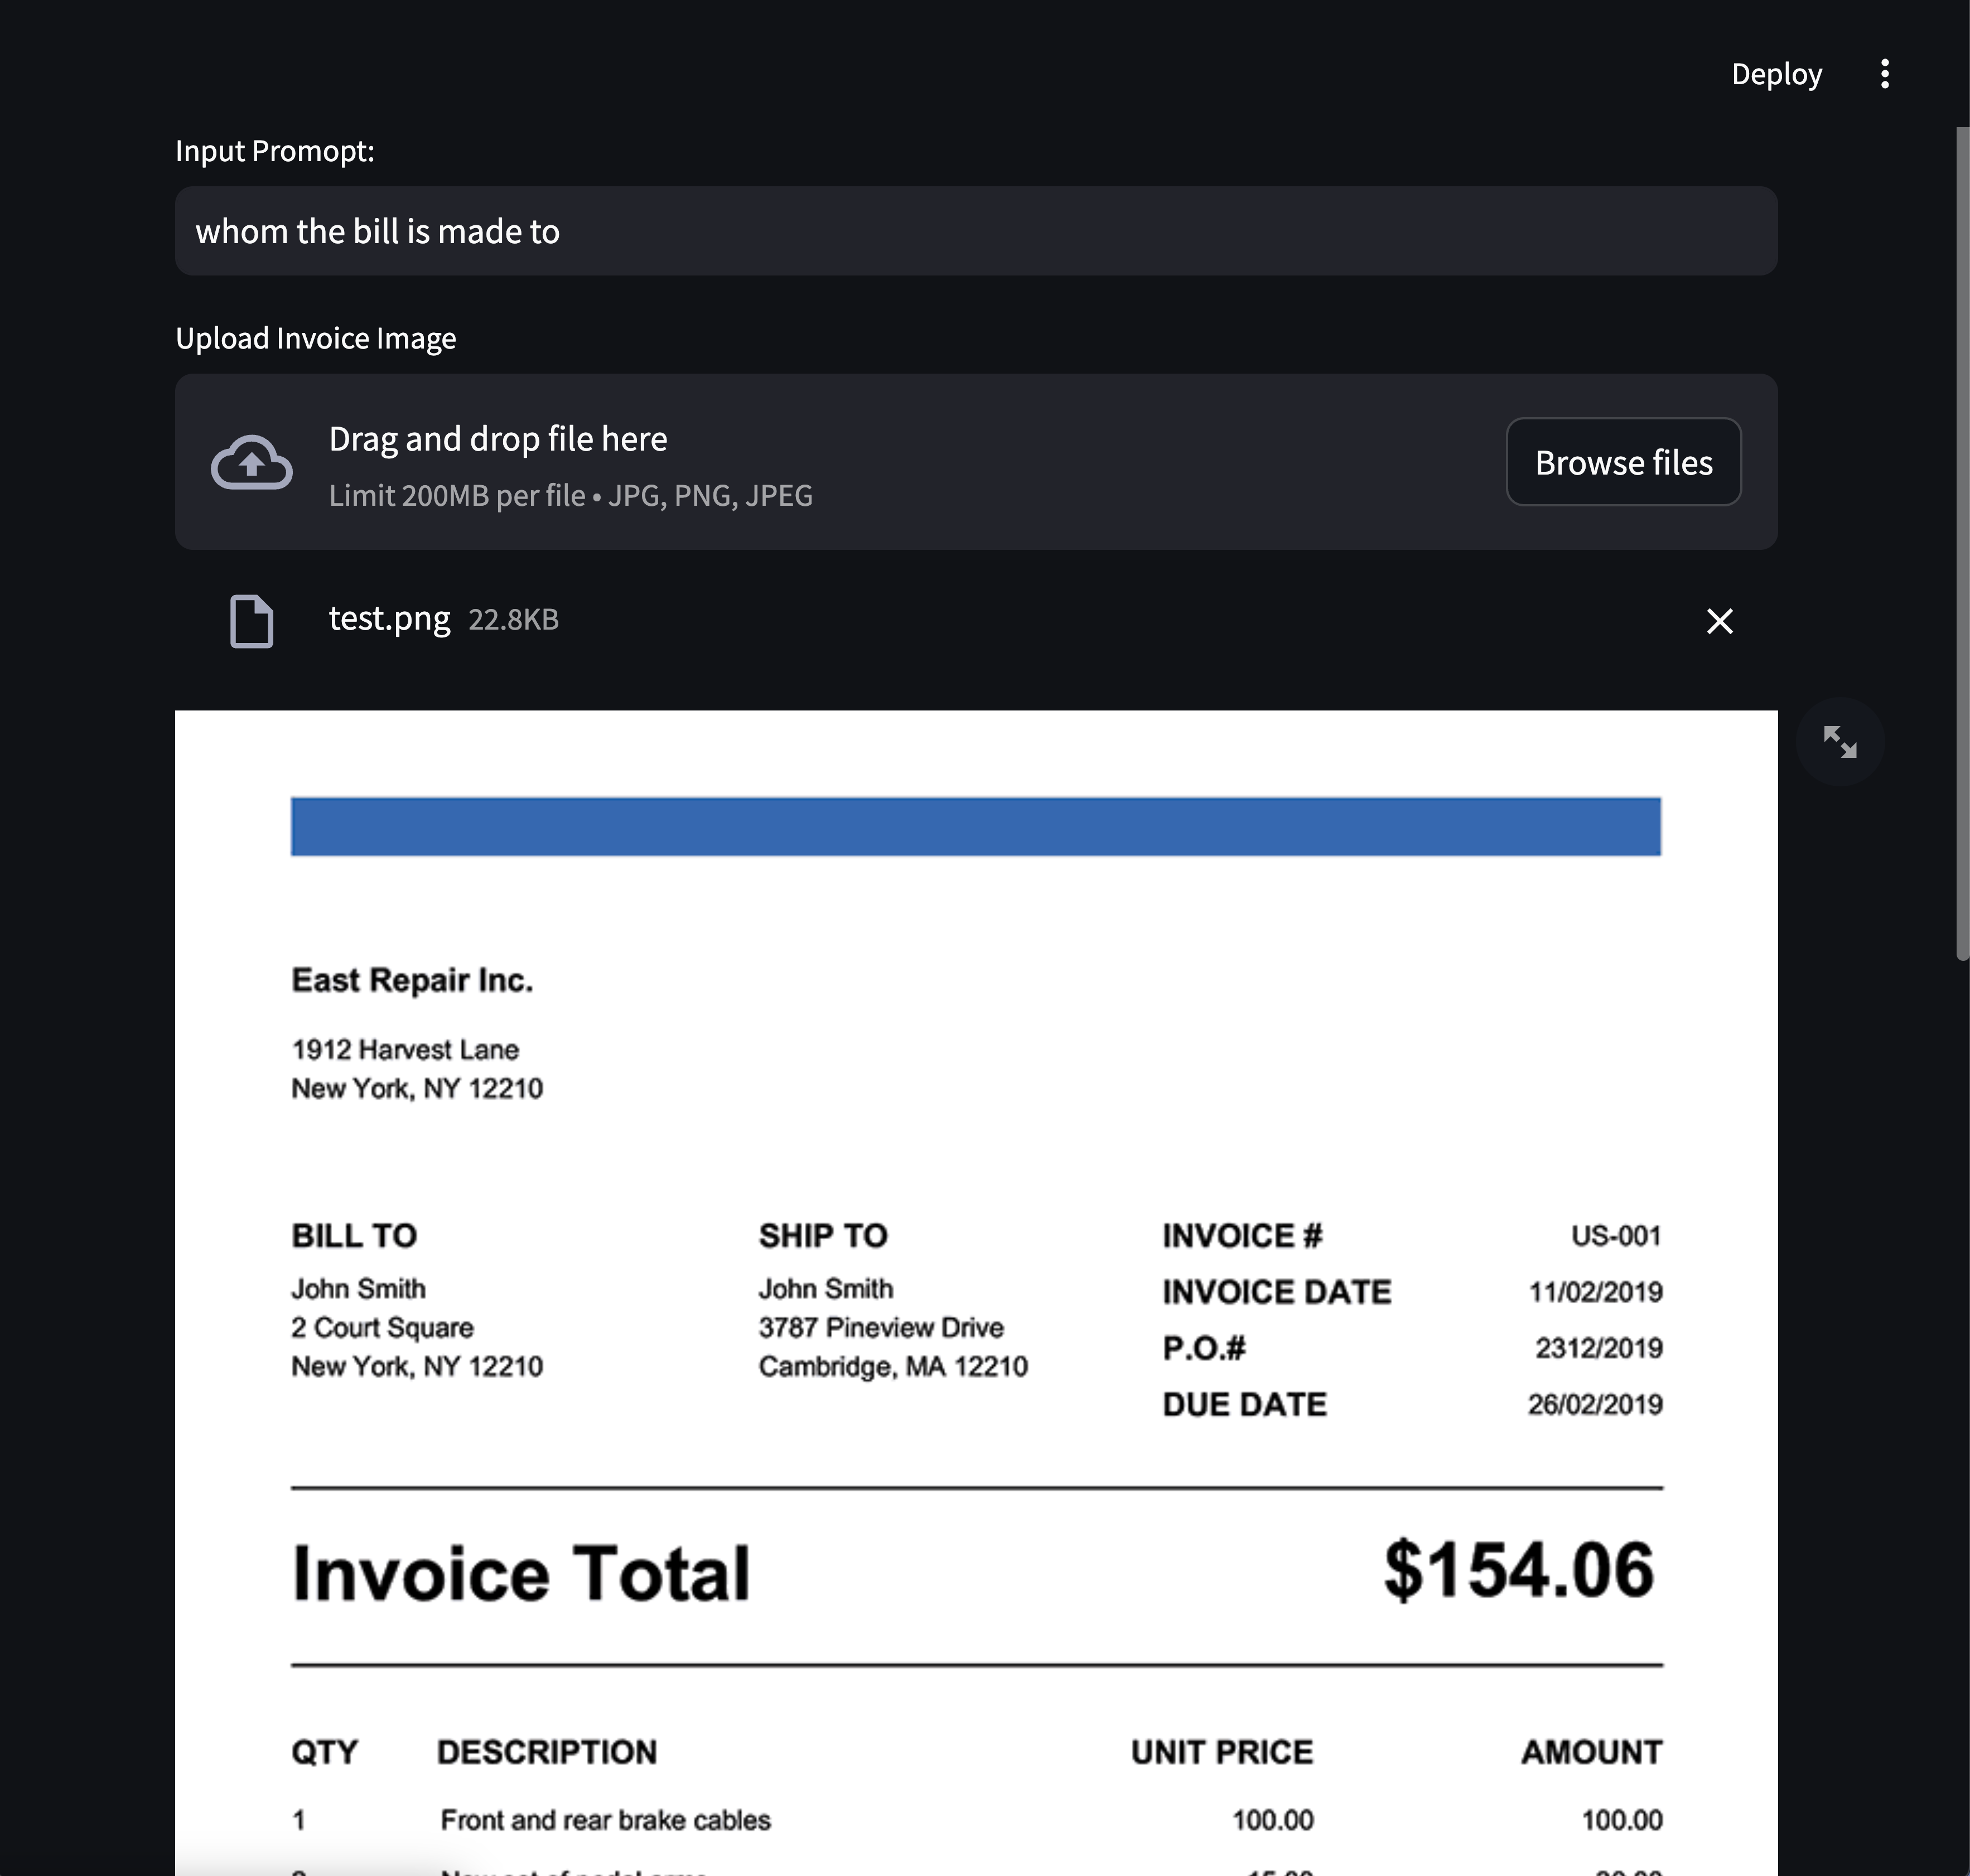 Deploy
Input Promopt:
whom the bill is made to
Upload Invoice Image
Drag and drop file here
Limit 200MB per file • JPG, PNG, JPEG
Browse files
test.png 22.8KB
East Repair Inc.
1912 Harvest Lane
New York, NY 12210
BILL TO
John Smith
2 Court Square
New York, NY 12210
SHIP TO
John Smith
3787 Pineview Drive
Cambridge, MA 12210
INVOICE # US-001
INVOICE DATE 11/02/2019
P.O.# 2312/2019
DUE DATE 26/02/2019
Invoice Total $154.06
QTY DESCRIPTION UNIT PRICE AMOUNT
1 Front and rear brake cables 100.00 100.00